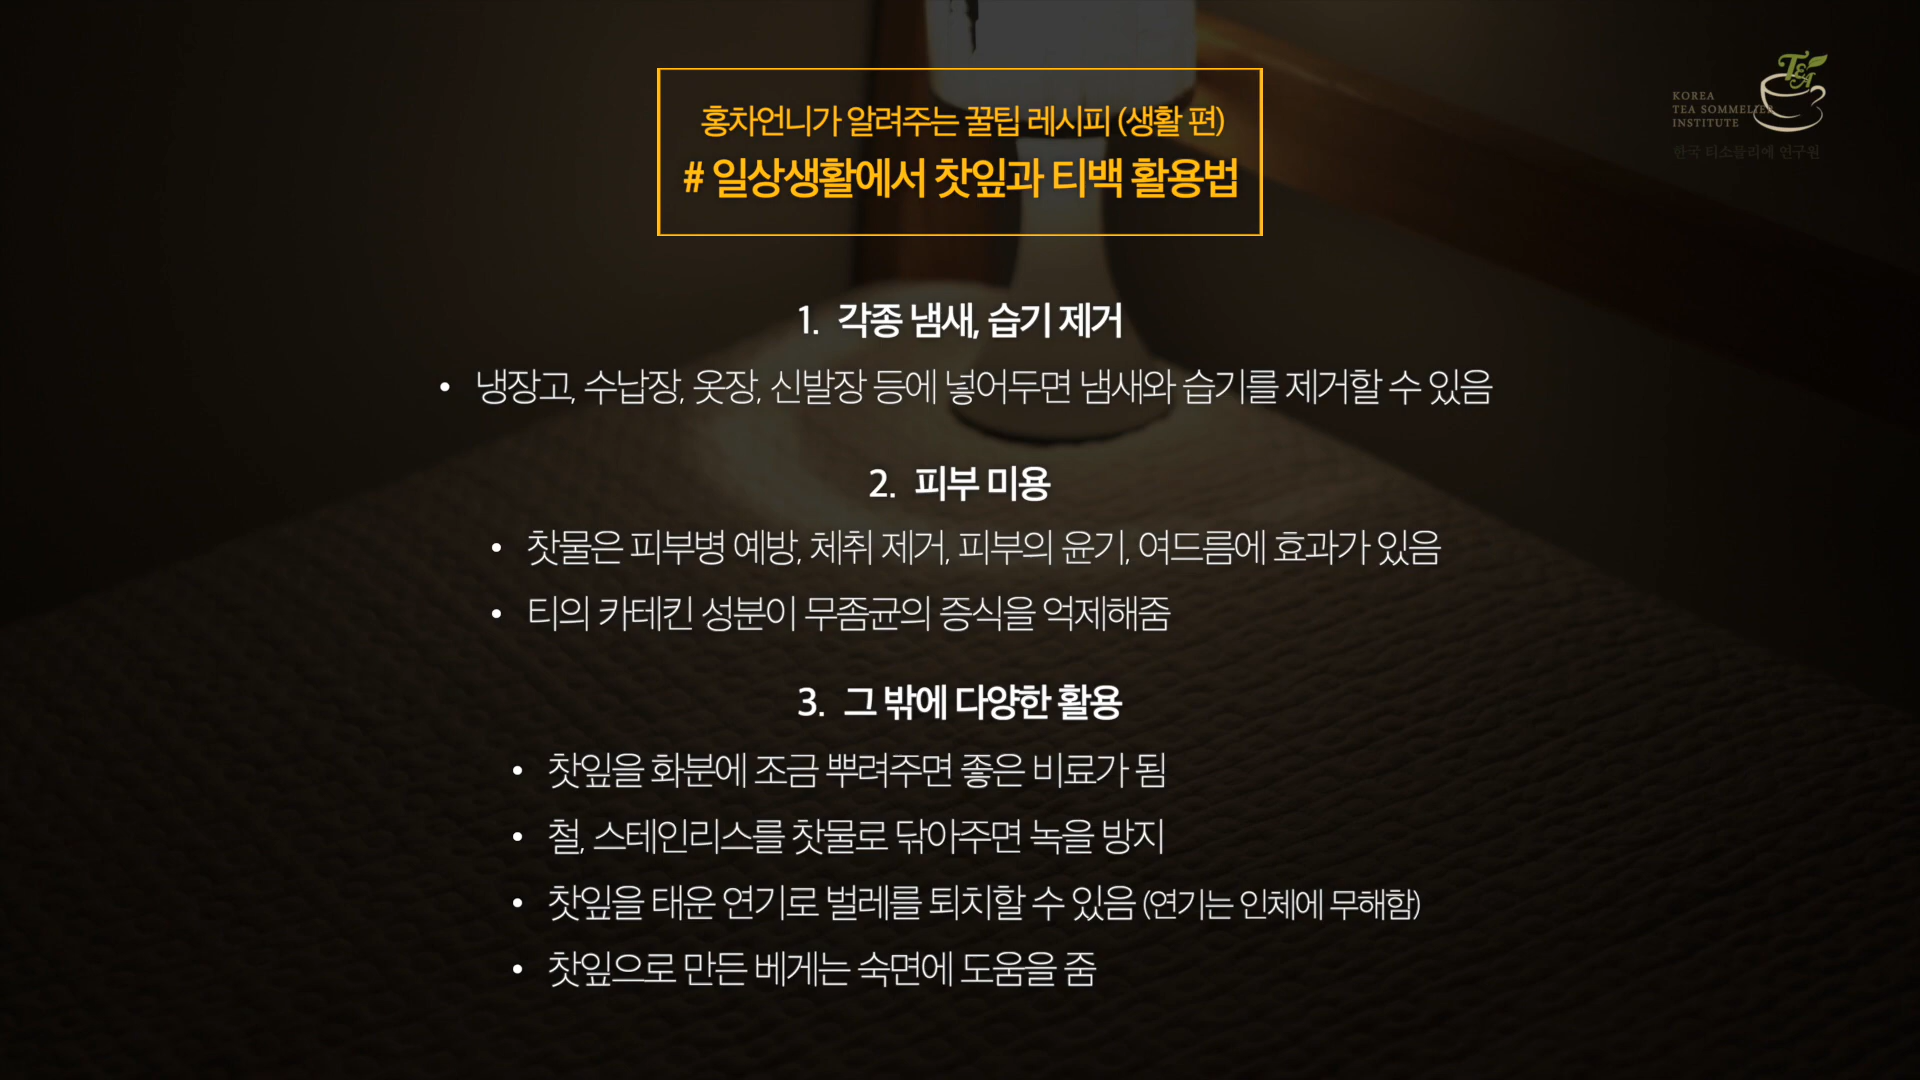 홍차언니가 알려주는 꿀팁 레시피 (생활 편)
# 일상생활에서 찻잎과 티백 활용법
TEA
KOREA
TEA SOMMELIER
INSTITUTE
한국 티소믈리에 연구원
1. 각종 냄새, 습기 제거
• 냉장고, 수납장, 옷장, 신발장 등에 넣어두면 냄새와 습기를 제거할 수 있음
2. 피부 미용
• 찻물은 피부병 예방, 체취 제거, 피부의 윤기, 여드름에 효과가 있음
• 티의 카테킨 성분이 무좀균의 증식을 억제해줌
3. 그 밖에 다양한 활용
• 찻잎을 화분에 조금 뿌려주면 좋은 비료가 됨
• 철, 스테인리스를 찻물로 닦아주면 녹을 방지
• 찻잎을 태운 연기로 벌레를 퇴치할 수 있음 (연기는 인체에 무해함)
• 찻잎으로 만든 베게는 숙면에 도움을 줌